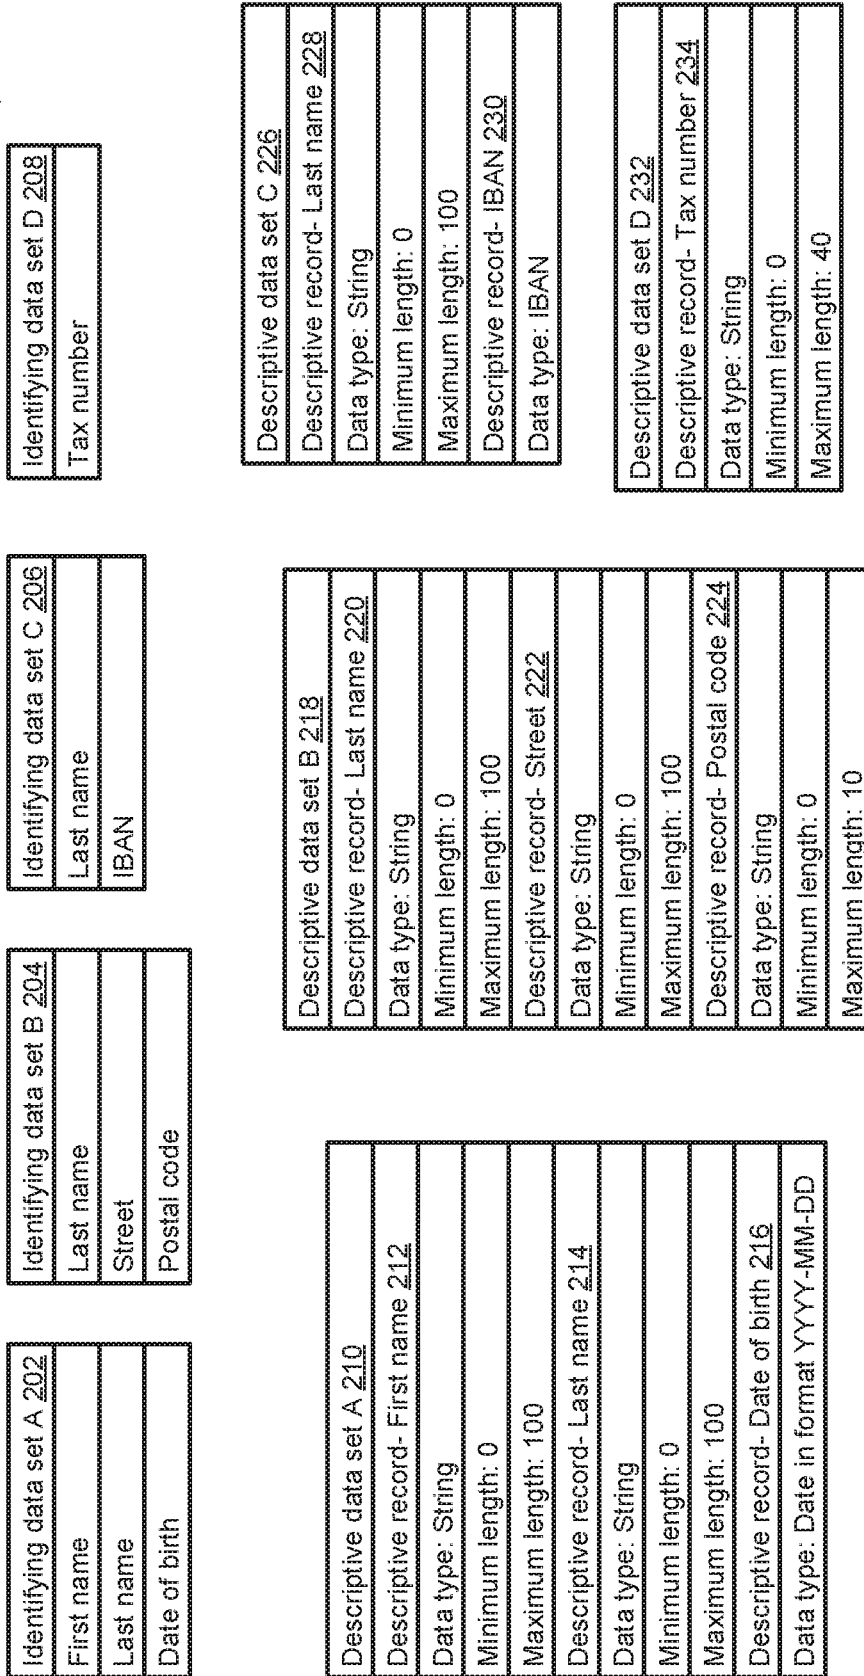 Identifying data set A 202
First name
Last name
Date of birth
Identifying data set B 204
Last name
Street
Postal code
Identifying data set C 206
Last name
IBAN
Identifying data set D 208
Tax number
Descriptive data set A 210
Descriptive record- First name 212
Data type: String
Minimum length: 0
Maximum length: 100
Descriptive record- Last name 214
Data type: String
Minimum length: 0
Maximum length: 100
Descriptive record- Date of birth 216
Data type: Date in format YYYY-MM-DD
Descriptive data set B 218
Descriptive record- Last name 220
Data type: String
Minimum length: 0
Maximum length: 100
Descriptive record- Street 222
Data type: String
Minimum length: 0
Maximum length: 100
Descriptive record- Postal code 224
Data type: String
Minimum length: 0
Maximum length: 10
Descriptive data set C 226
Descriptive record- Last name 228
Data type: String
Minimum length: 0
Maximum length: 100
Descriptive record- IBAN 230
Data type: IBAN
Descriptive data set D 232
Descriptive record- Tax number 234
Data type: String
Minimum length: 0
Maximum length: 40